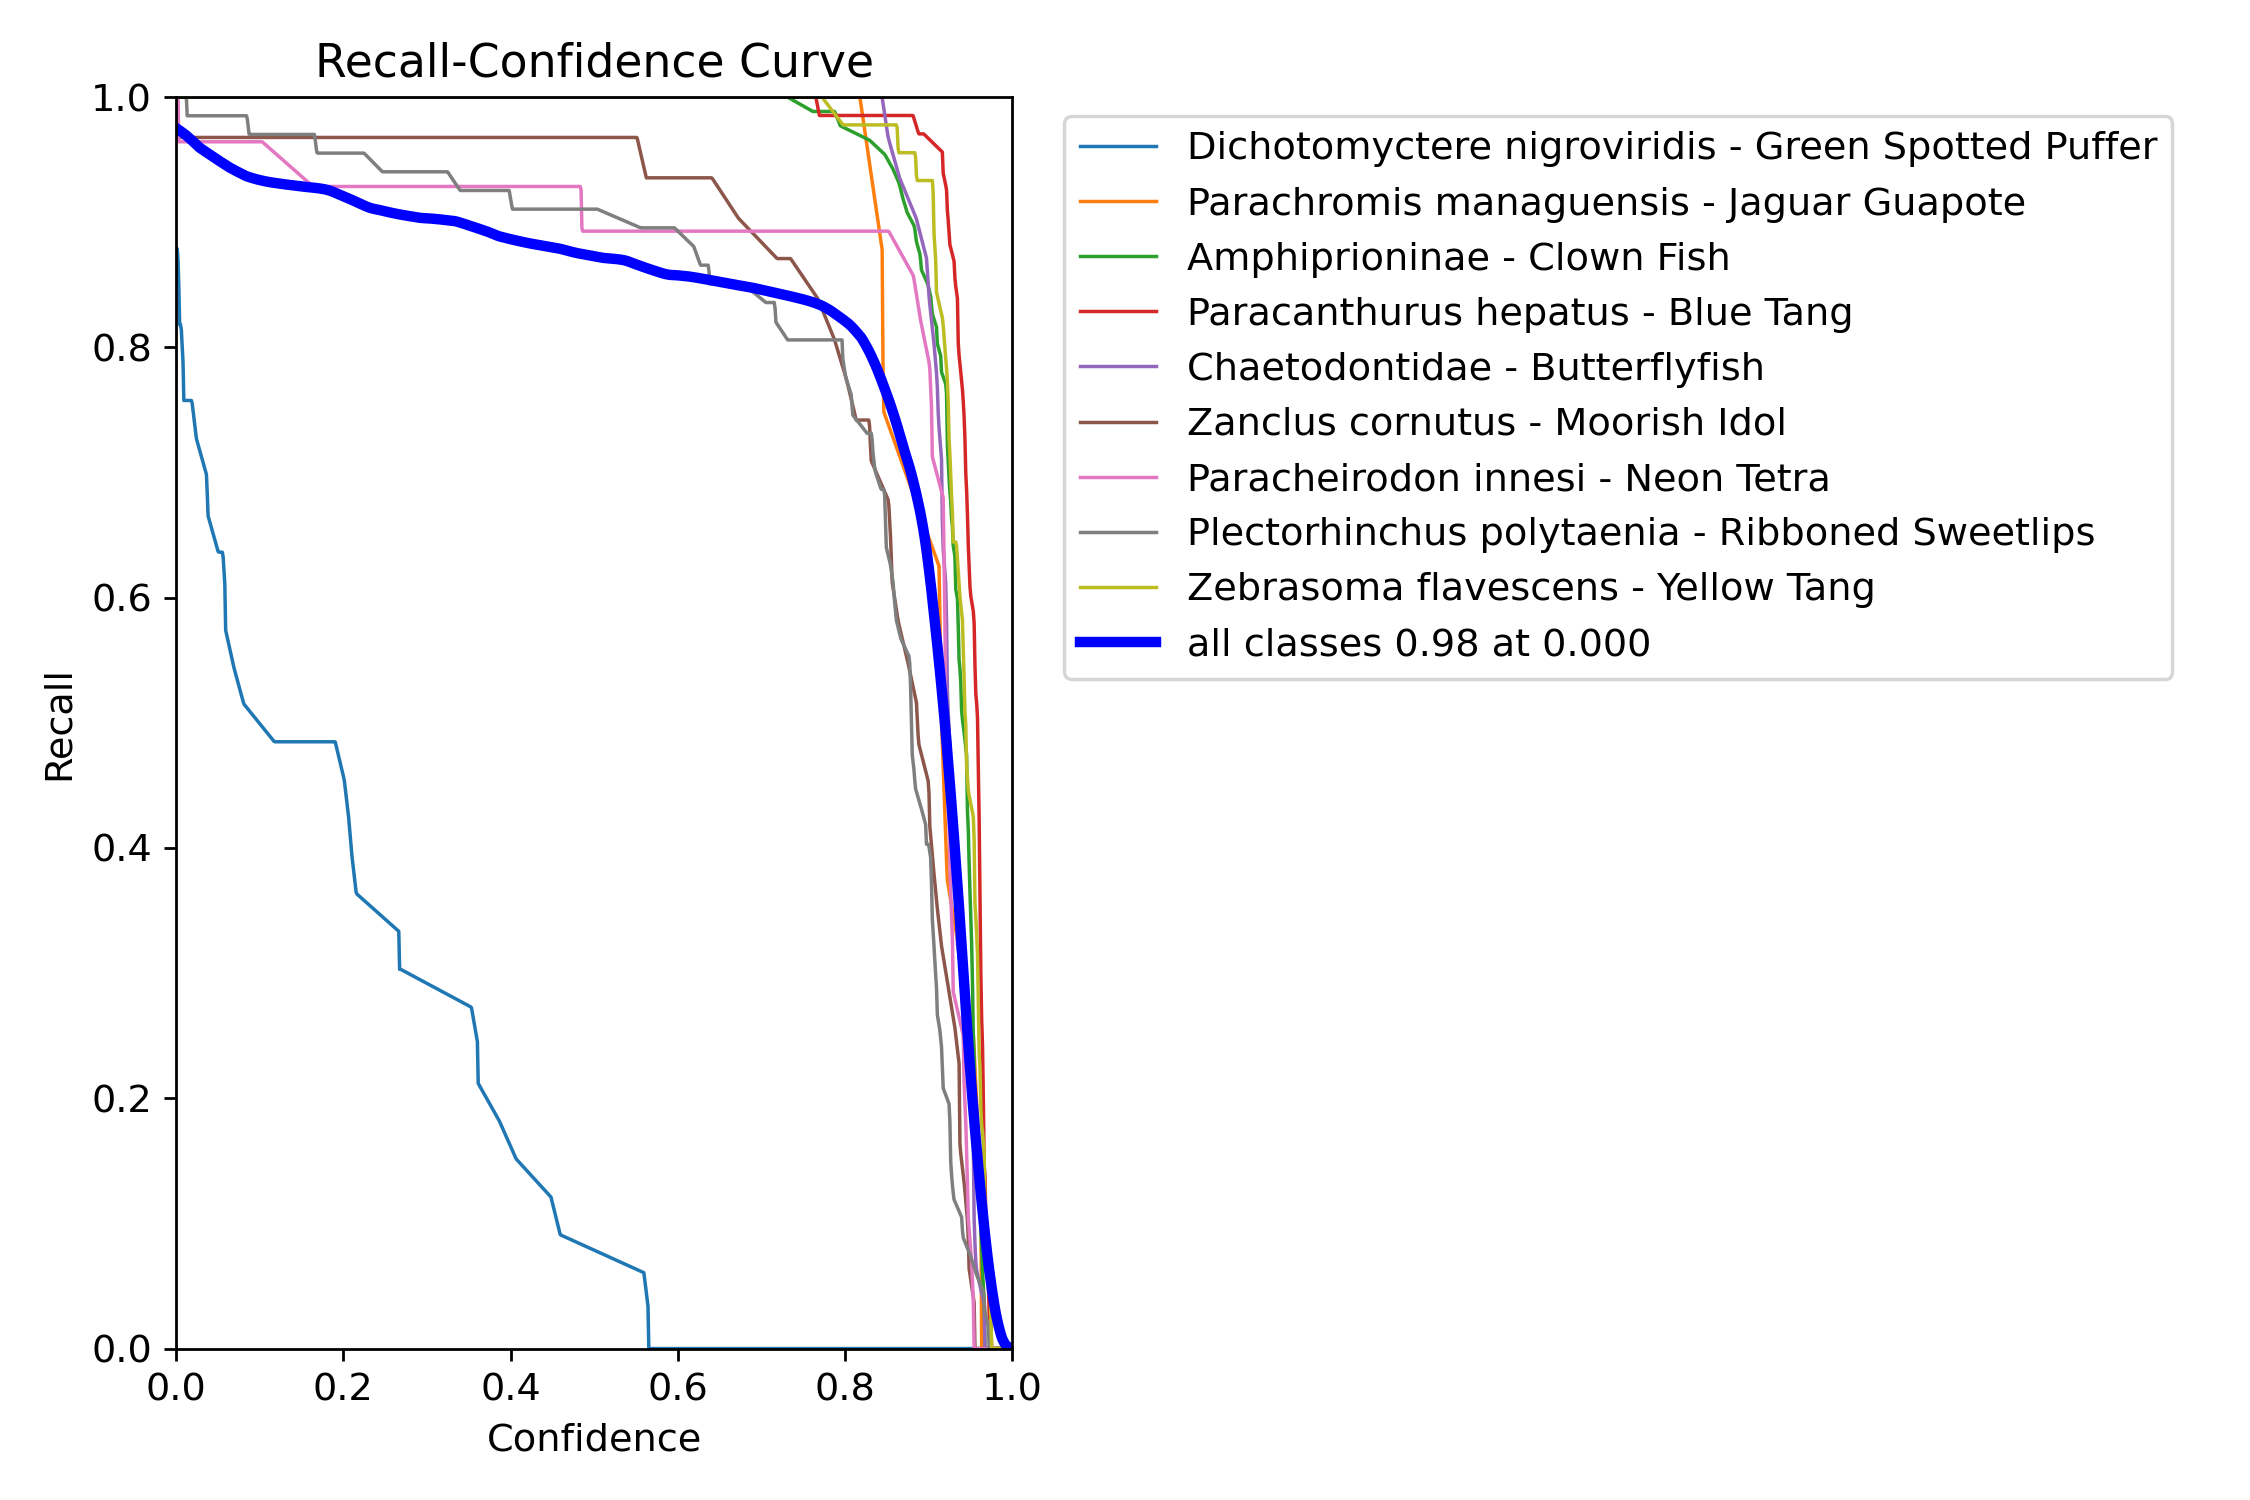 Recall-Confidence Curve
1.0
0.8
0.6
0.4
0.2
0.0
Recall
0.0 0.2 0.4 0.6 0.8 1.0
Confidence
Dichotomyctere nigroviridis - Green Spotted Puffer
Parachromis managuensis - Jaguar Guapote
Amphiprioninae - Clown Fish
Paracanthurus hepatus - Blue Tang
Chaetodontidae - Butterflyfish
Zanclus cornutus - Moorish Idol
Paracheirodon innesi - Neon Tetra
Plectorhinchus polytaenia - Ribboned Sweetlips
Zebrasoma flavescens - Yellow Tang
all classes 0.98 at 0.000